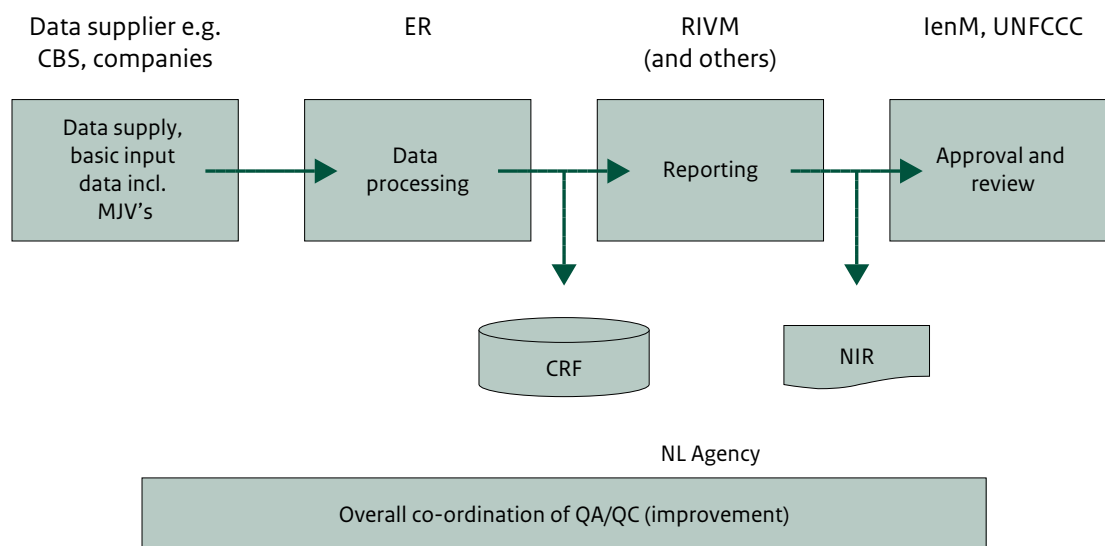 Data supplier e.g.
CBS, companies
ER
RIVM
(and others)
IenM, UNFCCC
Data supply,
basic input
data incl.
MJV's
Data
processing
Reporting
Approval and
review
CRF
NIR
NL Agency
Overall co-ordination of QA/QC (improvement)